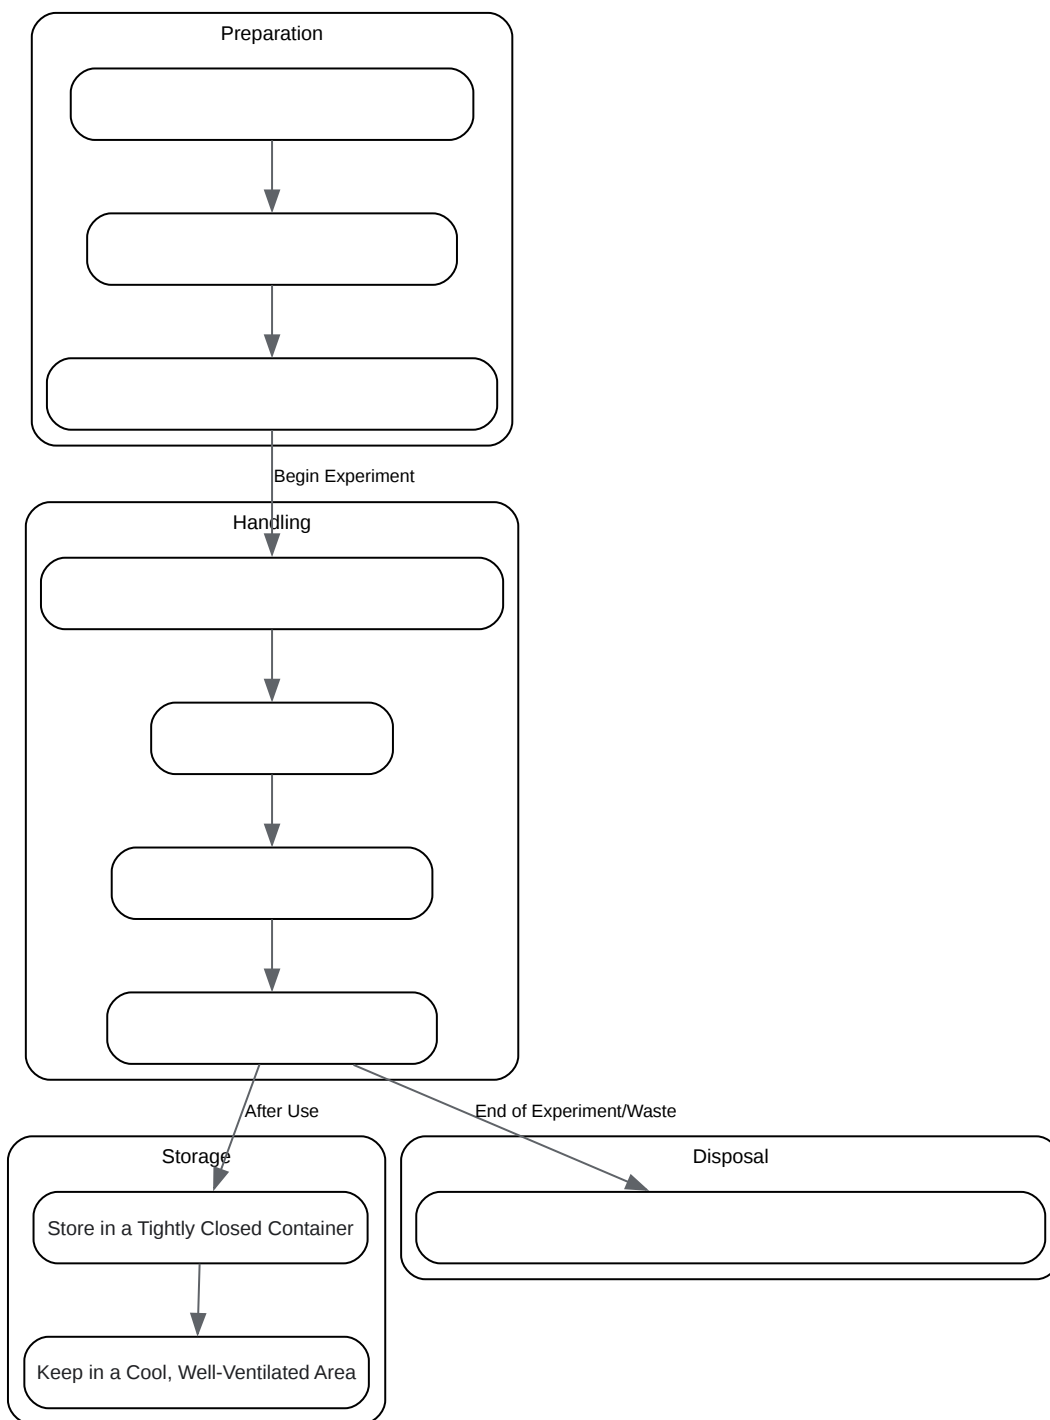 Preparation
Begin Experiment
Handling
After Use
End of Experiment/Waste
Storage
Disposal
Store in a Tightly Closed Container
Keep in a Cool, Well-Ventilated Area